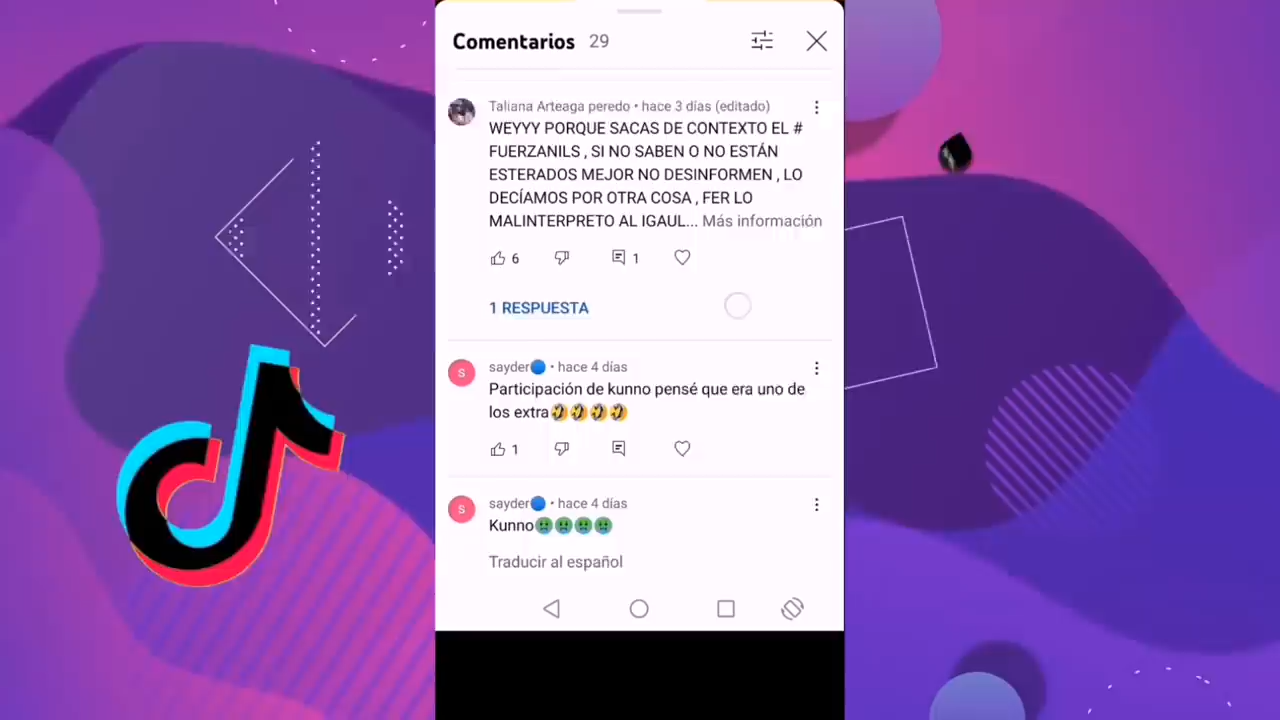 Comentarios 29
Taliana Arteaga peredo • hace 3 días (editado)
WEYYY PORQUE SACAS DE CONTEXTO EL #
FUERZANILS , SI NO SABEN O NO ESTÁN
ESTERADOS MEJOR NO DESINFORMEN , LO
DECÍAMOS POR OTRA COSA , FER LO
MALINTERPRETO AL IGAUL... Más información
6 1
1 RESPUESTA
S
sayder🔵 • hace 4 días
Participación de kunno pensé que era uno de
los extra🤣🤣🤣🤣
1
S
sayder🔵 • hace 4 días
Kunno🤢🤢🤢🤢
Traducir al español